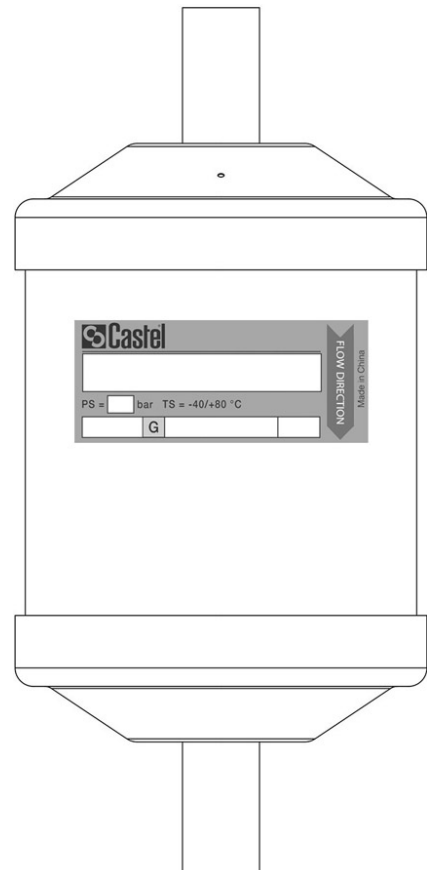 Castel
PS = bar TS = -40/+80 °C
G
FLOW DIRECTION
Made in China